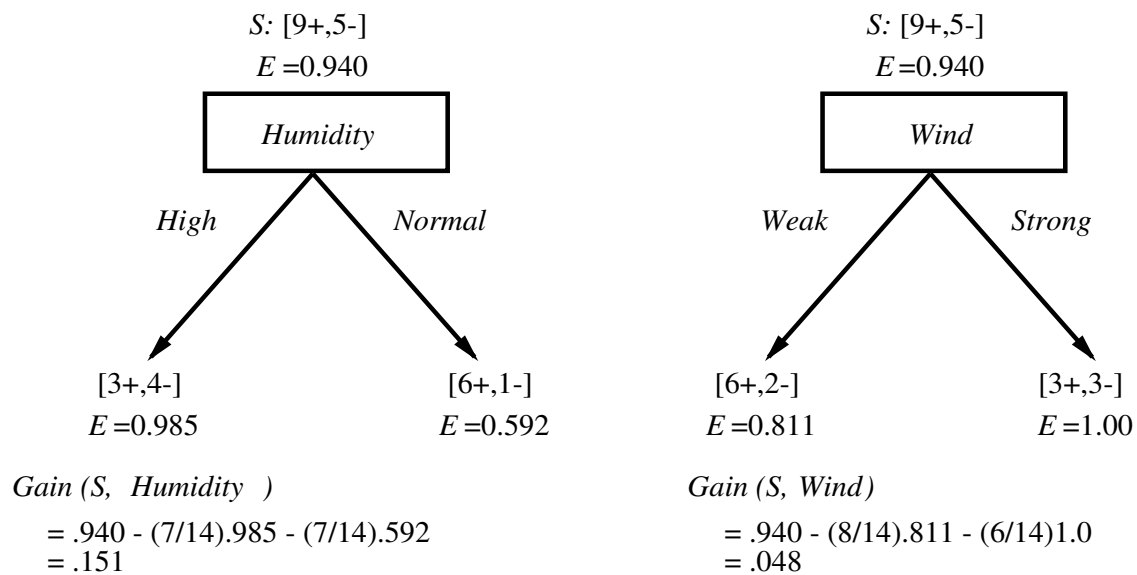 S: [9+,5-]
E =0.940
Humidity
High
Normal
[3+,4-]
E =0.985
[6+,1-]
E =0.592
Gain (S, Humidity )
= .940 - (7/14).985 - (7/14).592
= .151
S: [9+,5-]
E =0.940
Wind
Weak
Strong
[6+,2-]
E =0.811
[3+,3-]
E =1.00
Gain (S, Wind)
= .940 - (8/14).811 - (6/14)1.0
= .048